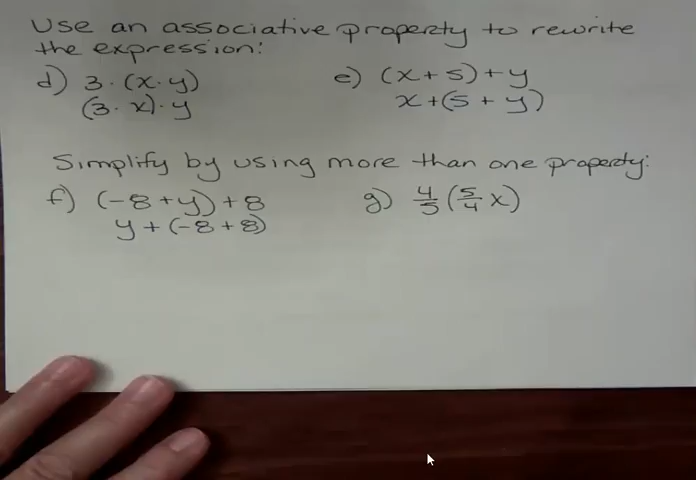 Use an associative property to rewrite
the expression:
d) 3 · (x · y) e) (x + 5) + y
(3 · x) · y x + (5 + y)
Simplify by using more than one property:
f) (-8 + y) + 8 g) 4/5 (5/4 x)
y + (-8 + 8)